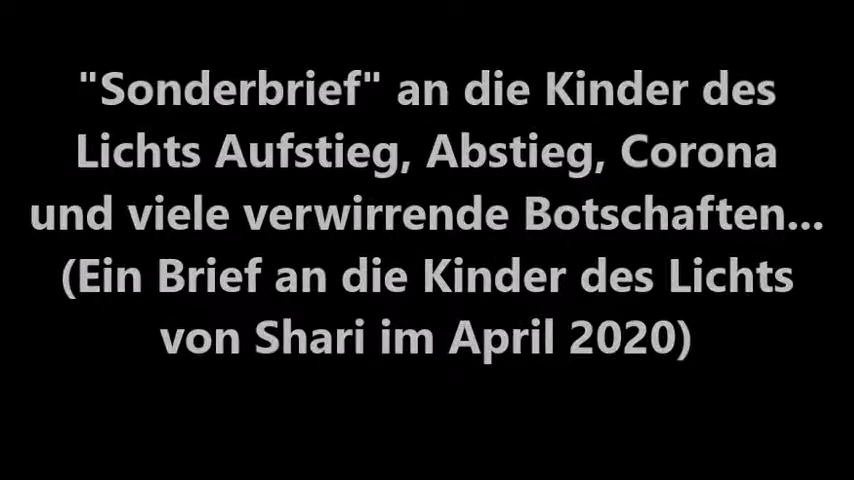 "Sonderbrief" an die Kinder des
Lichts Aufstieg, Abstieg, Corona
und viele verwirrende Botschaften...
(Ein Brief an die Kinder des Lichts
von Shari im April 2020)